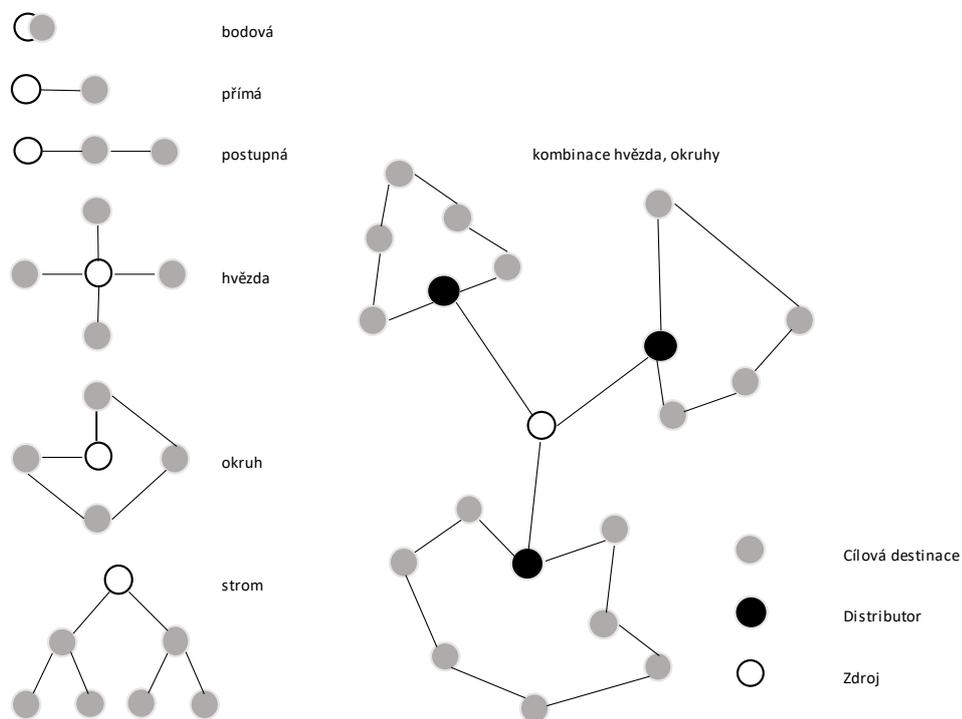 bodová
přímá
postupná
kombinace hvězda, okruhy
hvězda
okruh
strom
Cílová destinace
Distributor
Zdroj